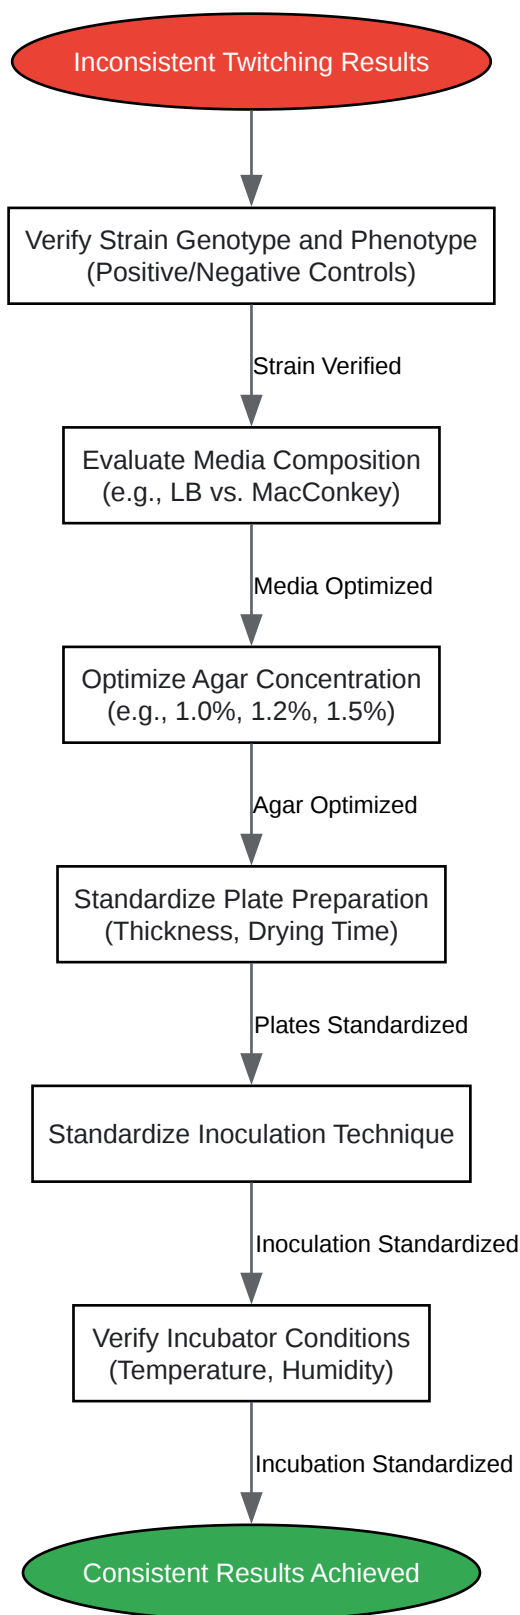 Inconsistent Twitching Results
Verify Strain Genotype and Phenotype
(Positive/Negative Controls)
Strain Verified
Evaluate Media Composition
(e.g., LB vs. MacConkey)
Media Optimized
Optimize Agar Concentration
(e.g., 1.0%, 1.2%, 1.5%)
Agar Optimized
Standardize Plate Preparation
(Thickness, Drying Time)
Plates Standardized
Standardize Inoculation Technique
Inoculation Standardized
Verify Incubator Conditions
(Temperature, Humidity)
Incubation Standardized
Consistent Results Achieved